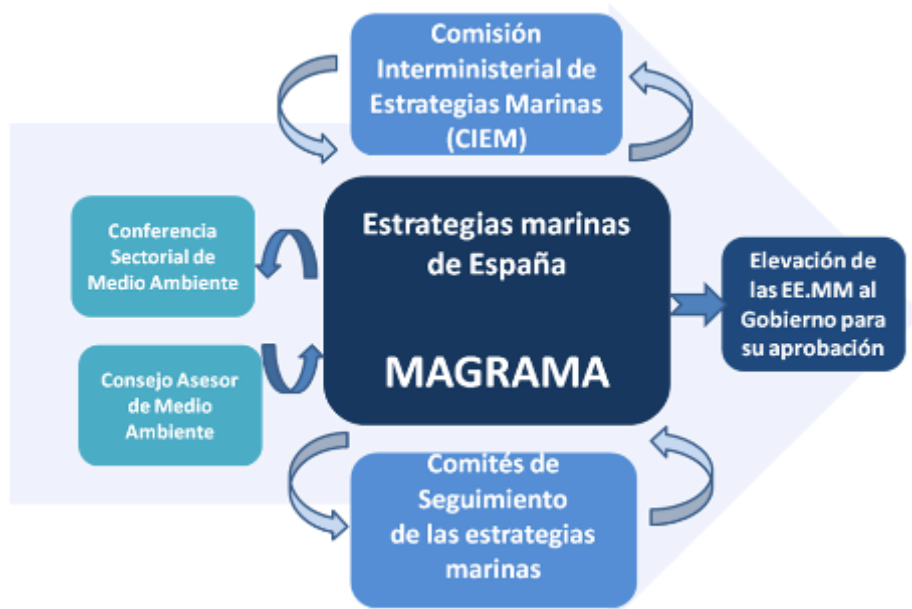 Comisión
Interministerial de
Estrategias Marinas
(CIEM)
Conferencia
Sectorial de
Medio Ambiente
Consejo Asesor
de Medio
Ambiente
Estrategias marinas
de España
MAGRAMA
Elevación de
las EE.MM al
Gobierno para
su aprobación
Comités de
Seguimiento
de las estrategias
marinas